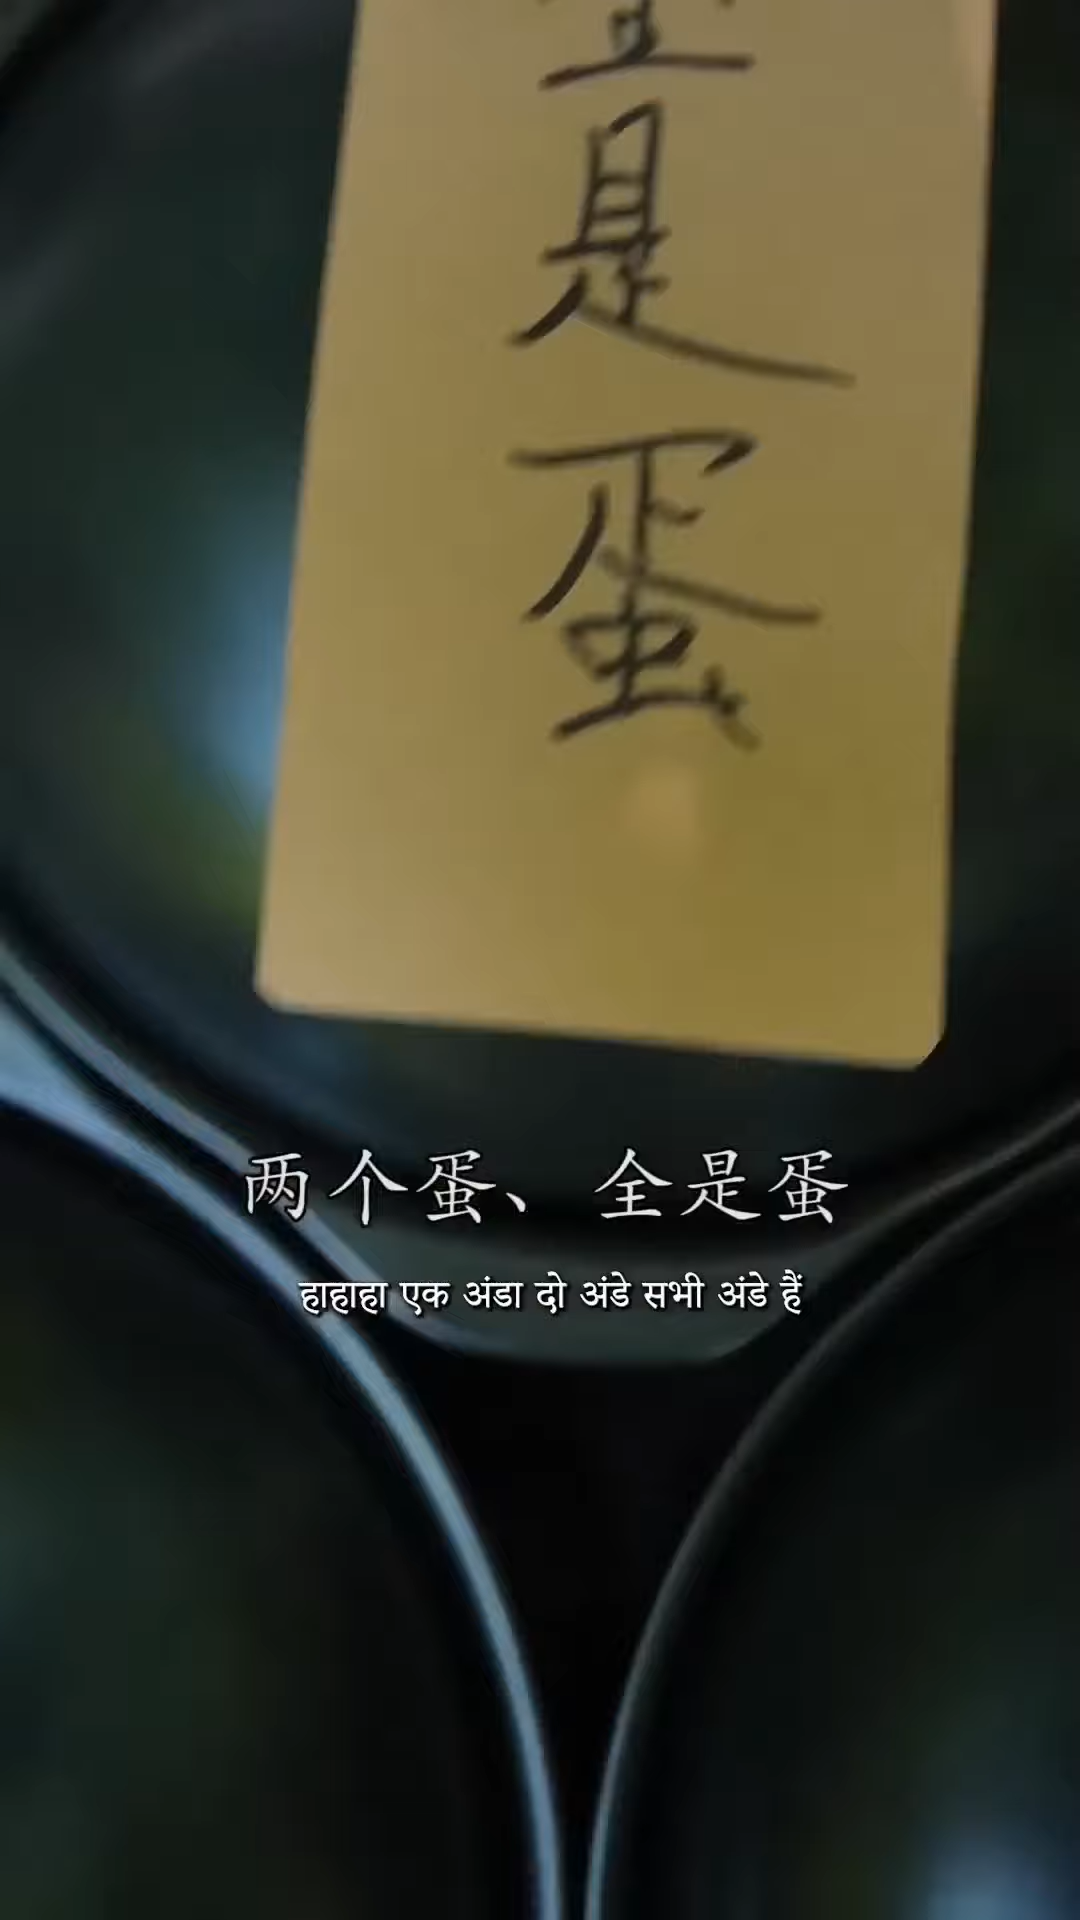 是
蛋
两个蛋、全是蛋
हाहाहा एक अंडा दो अंडे सभी अंडे हैं